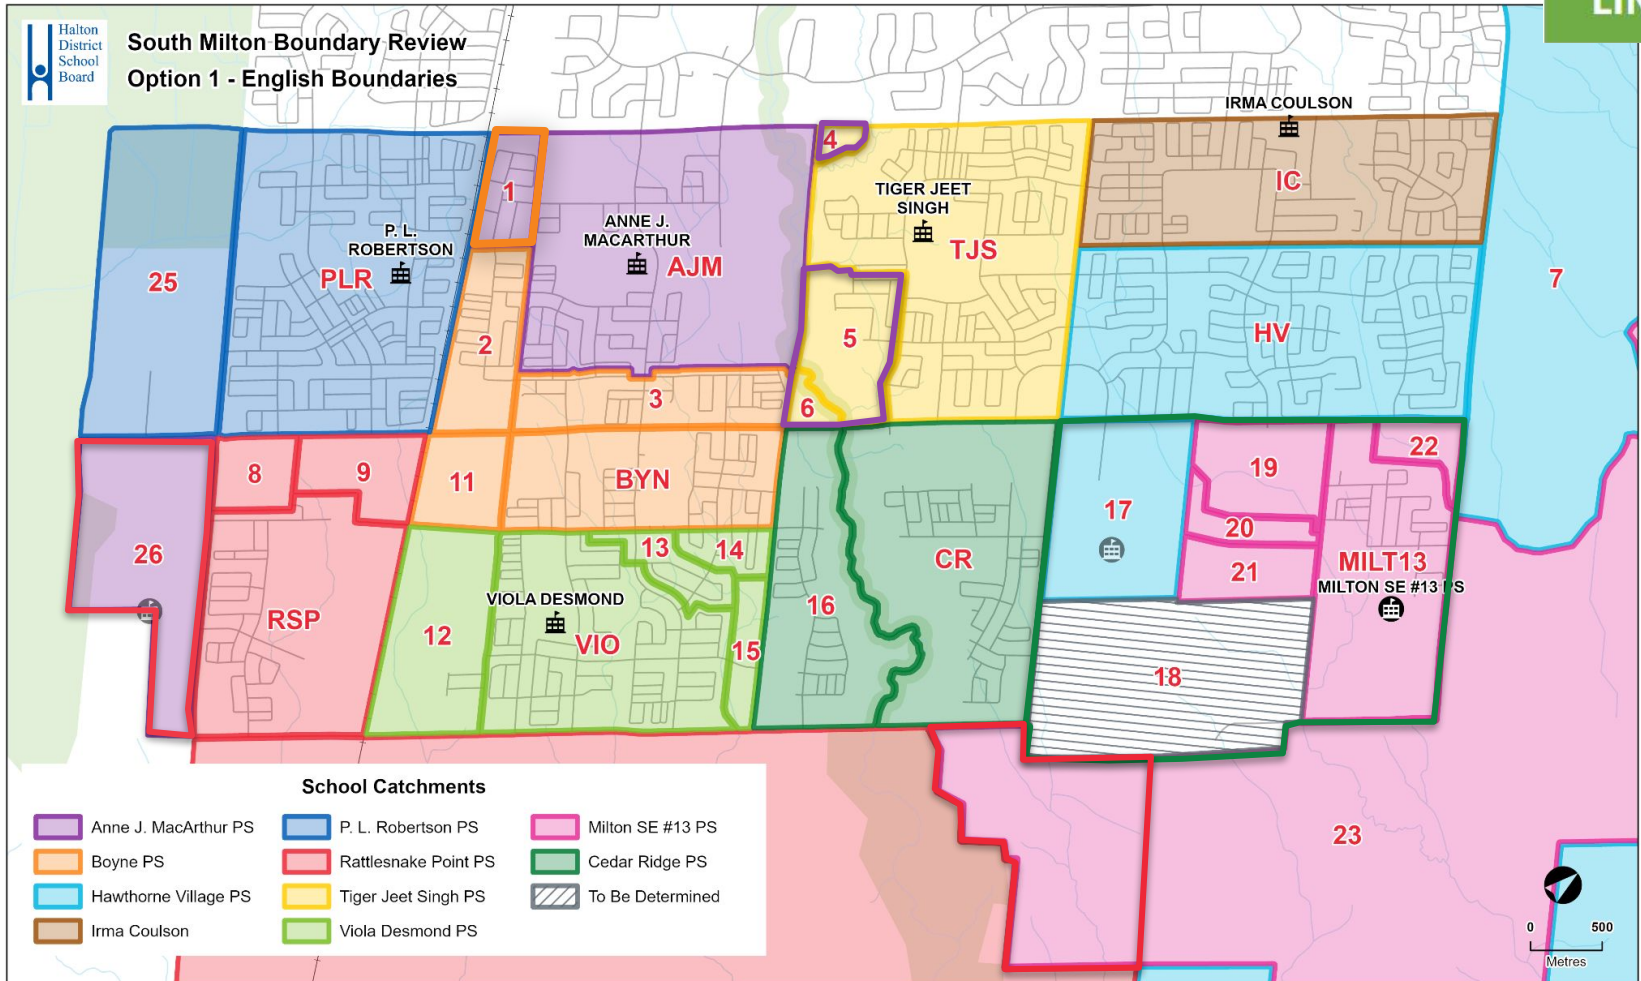 LIN
Halton
District
School
Board
South Milton Boundary Review
Option 1 - English Boundaries
IRMA COULSON
IC
1
4
TIGER JEET
SINGH
TJS
ANNE J.
MACARTHUR
AJM
P. L.
ROBERTSON
PLR
25
7
2
5
HV
3
6
8
9
11
BYN
22
19
17
20
21
MILT13
MILTON SE #13 PS
26
13
14
CR
VIOLA DESMOND
VIO
RSP
12
15
16
18
23
School Catchments
Anne J. MacArthur PS
Boyne PS
Hawthorne Village PS
Irma Coulson
P. L. Robertson PS
Rattlesnake Point PS
Tiger Jeet Singh PS
Viola Desmond PS
Milton SE #13 PS
Cedar Ridge PS
To Be Determined
0 500
Metres